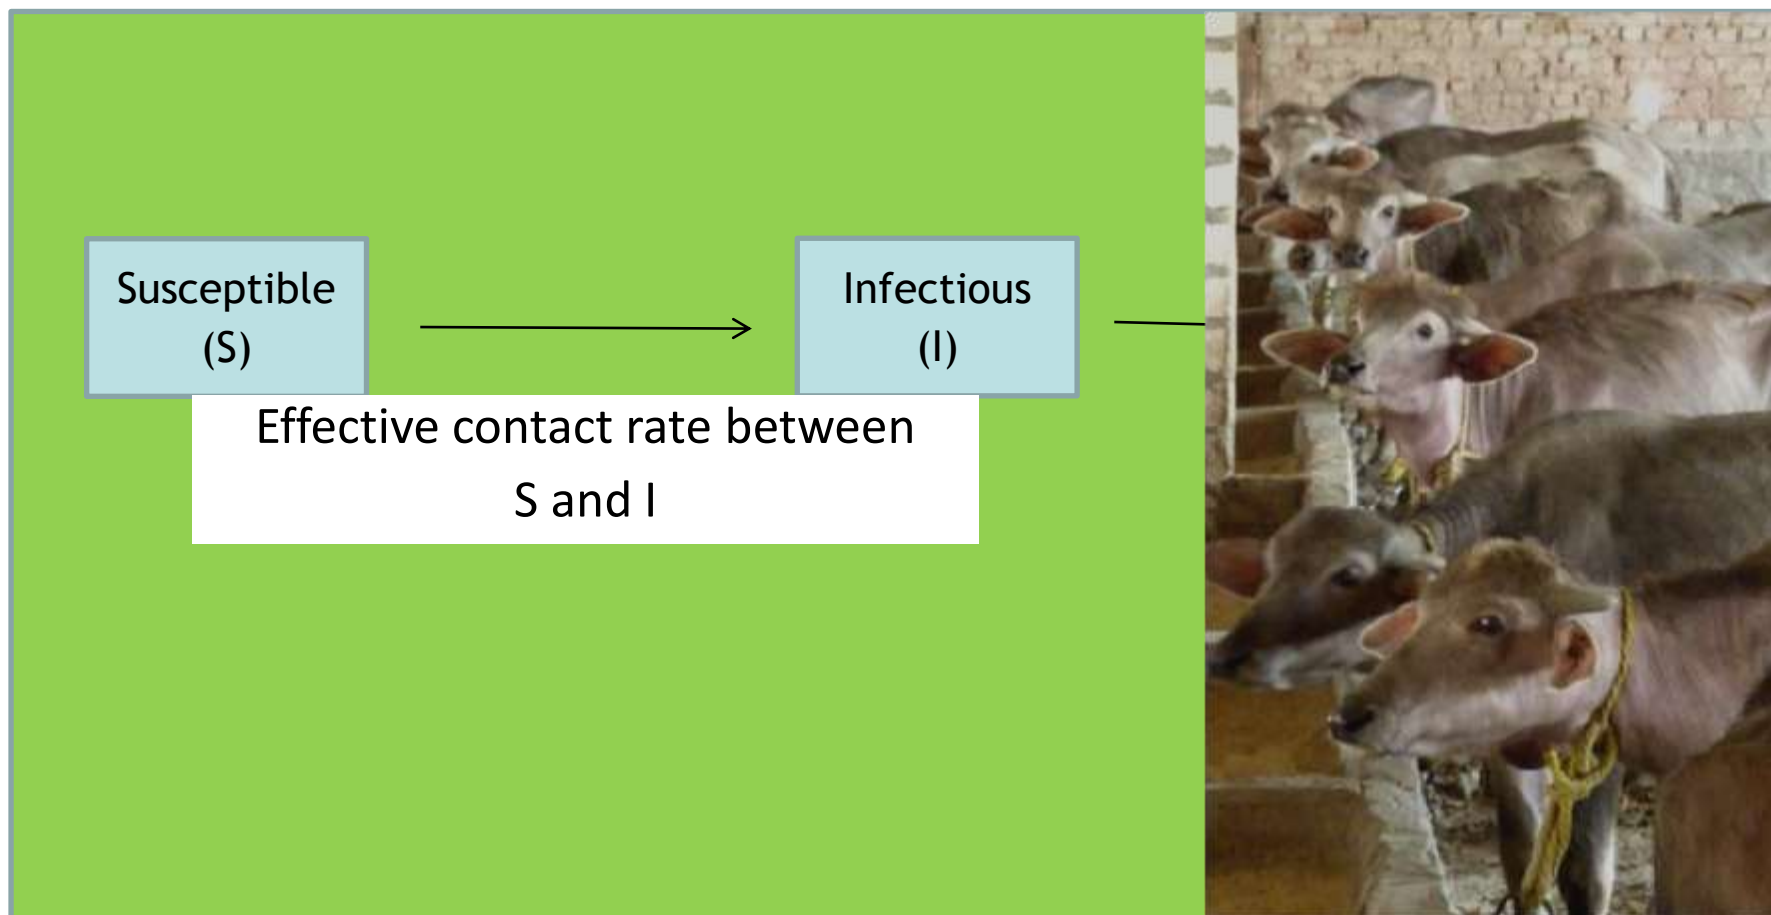 Susceptible
(S)
Infectious
(I)
Effective contact rate between
S and I